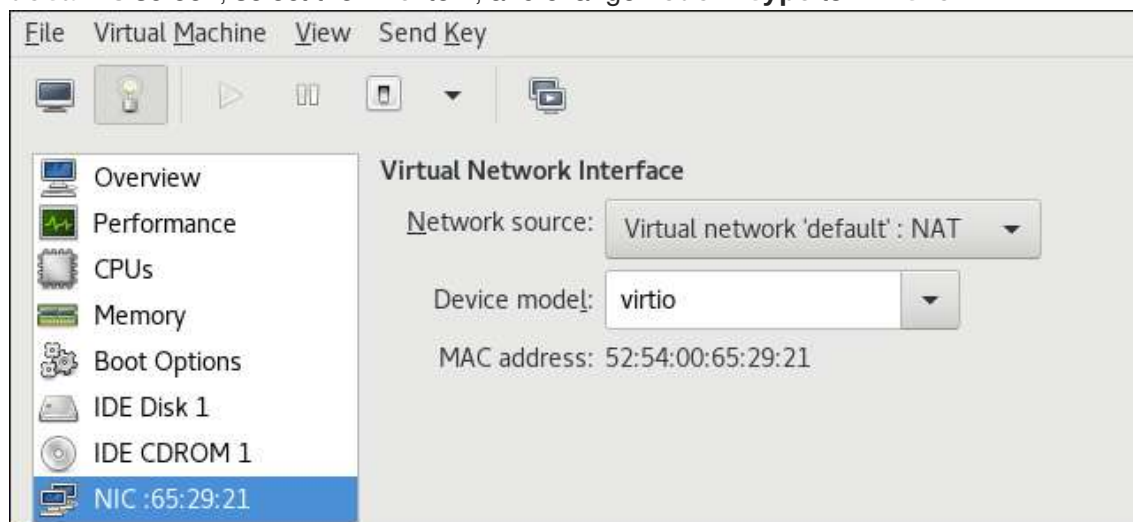 File Virtual Machine View Send Key
Overview
Performance
CPUs
Memory
Boot Options
IDE Disk 1
IDE CDROM 1
NIC :65:29:21
Virtual Network Interface
Network source: Virtual network 'default' : NAT
Device model: virtio
MAC address: 52:54:00:65:29:21